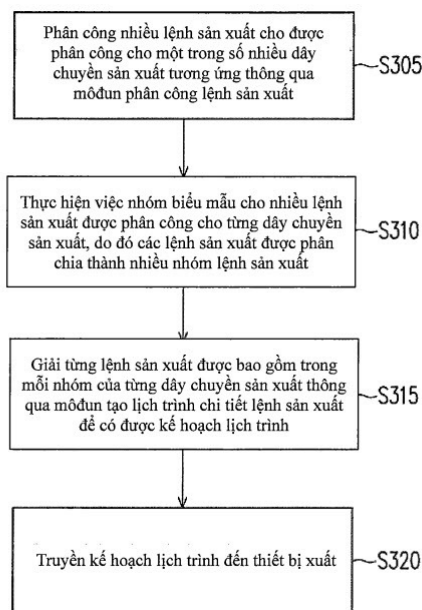 Phân công nhiều lệnh sản xuất cho được
phân công cho một trong số nhiều dây
chuyền sản xuất tương ứng thông qua
môđun phân công lệnh sản xuất
S305
Thực hiện việc nhóm biểu mẫu cho nhiều lệnh
sản xuất được phân công cho từng dây chuyền
sản xuất, do đó các lệnh sản xuất được phân
chia thành nhiều nhóm lệnh sản xuất
S310
Giải từng lệnh sản xuất được bao gồm trong
mỗi nhóm của từng dây chuyền sản xuất thông
qua môđun tạo lịch trình chi tiết lệnh sản xuất
để có được kế hoạch lịch trình
S315
Truyền kế hoạch lịch trình đến thiết bị xuất
S320